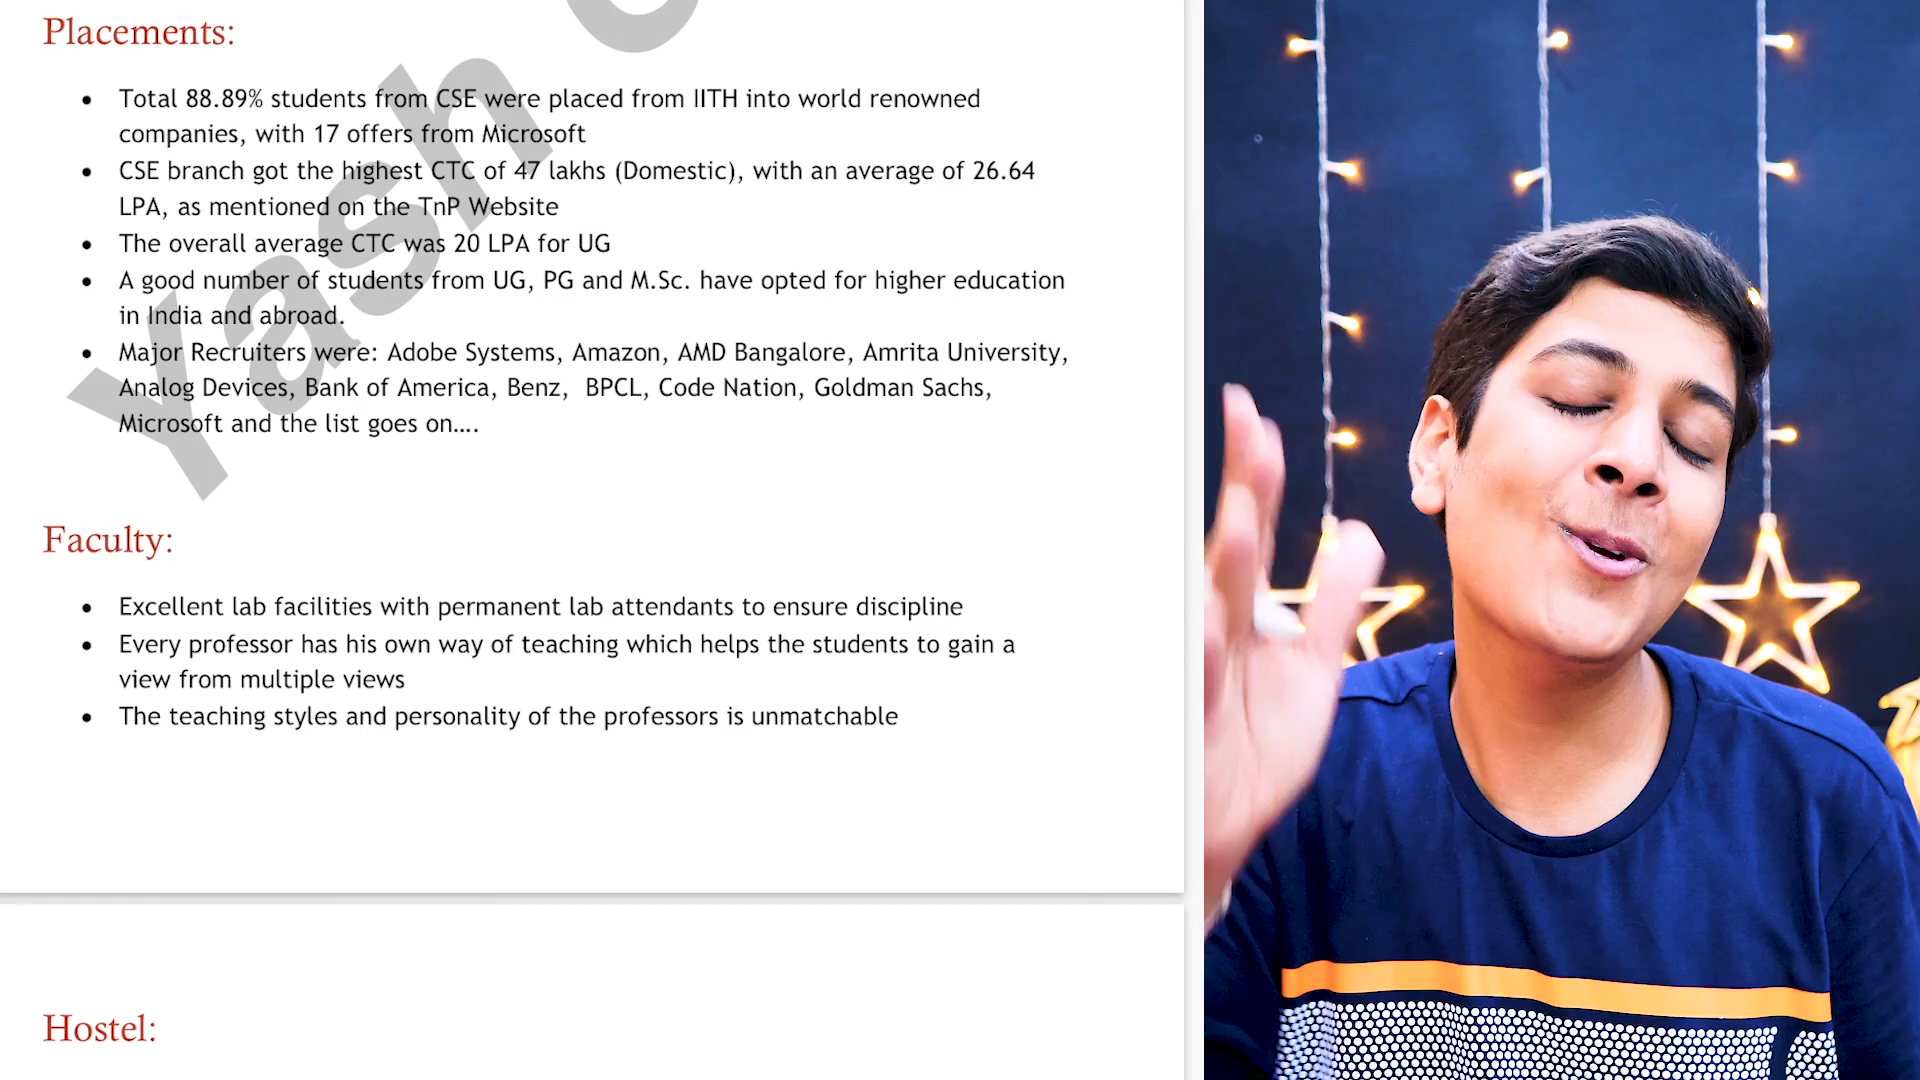 Placements:
• Total 88.89% students from CSE were placed from IITH into world renowned
companies, with 17 offers from Microsoft
• CSE branch got the highest CTC of 47 lakhs (Domestic), with an average of 26.64
LPA, as mentioned on the TnP Website
• The overall average CTC was 20 LPA for UG
• A good number of students from UG, PG and M.Sc. have opted for higher education
in India and abroad.
• Major Recruiters were: Adobe Systems, Amazon, AMD Bangalore, Amrita University,
Analog Devices, Bank of America, Benz,  BPCL, Code Nation, Goldman Sachs,
Microsoft and the list goes on....
Yash
Faculty:
• Excellent lab facilities with permanent lab attendants to ensure discipline
• Every professor has his own way of teaching which helps the students to gain a
view from multiple views
• The teaching styles and personality of the professors is unmatchable
Hostel: